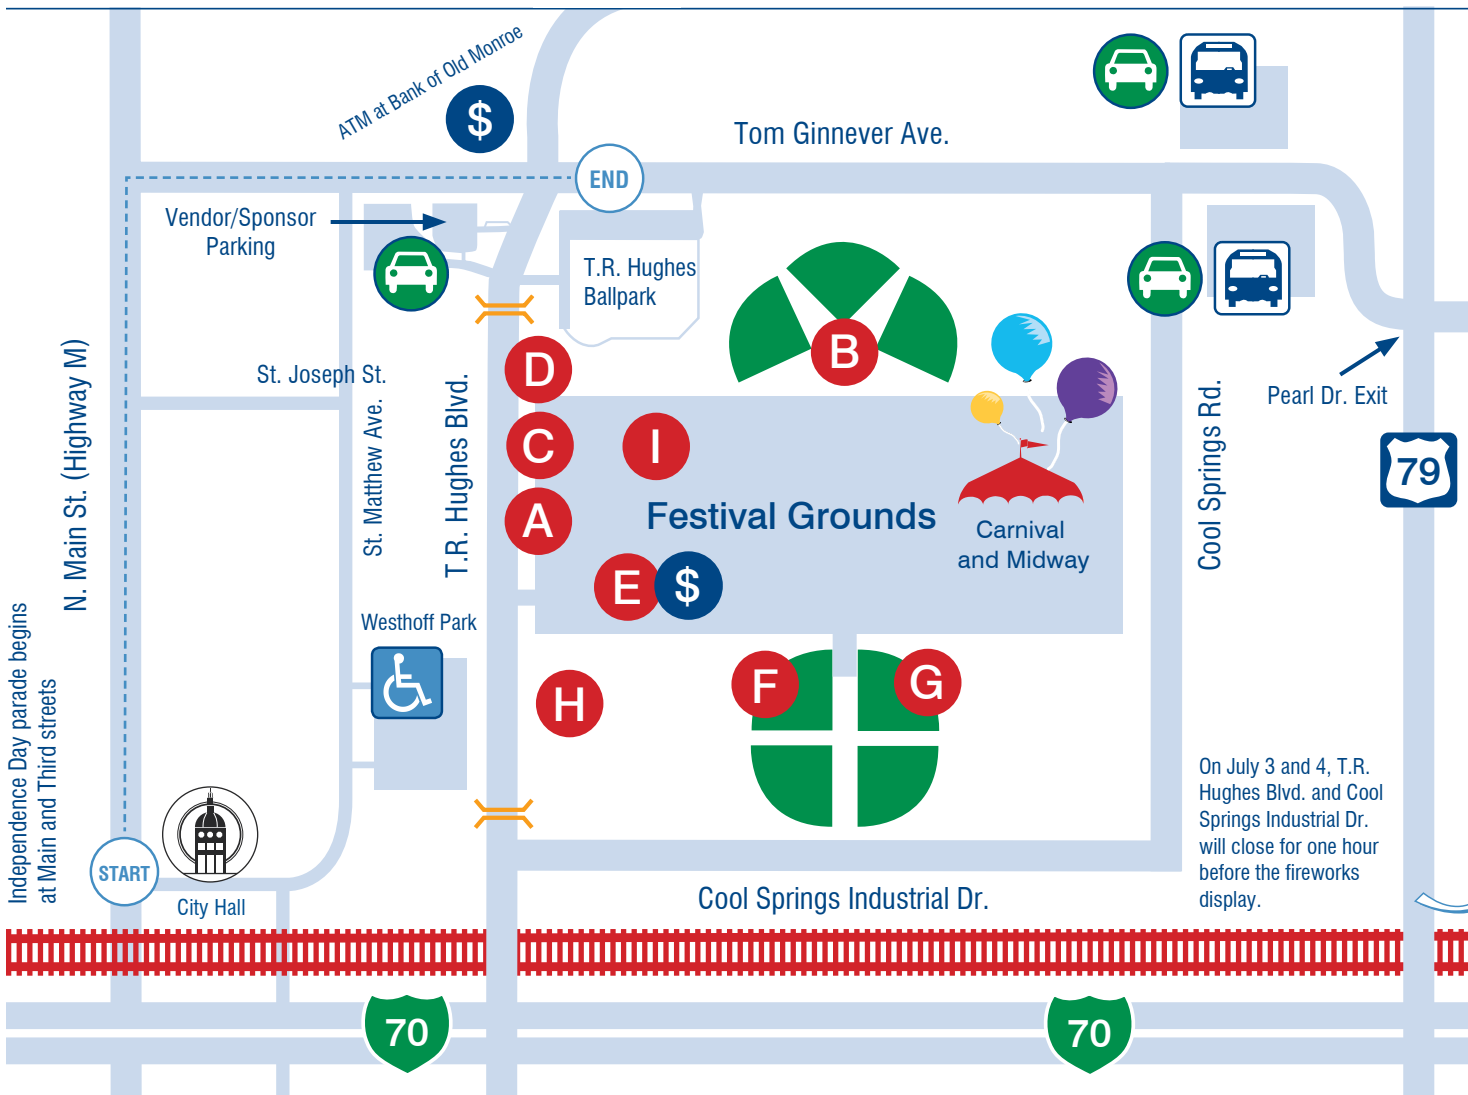 ATM at Bank of Old Monroe
$
Tom Ginnever Ave.
END
Vendor/Sponsor
Parking
T.R. Hughes
Ballpark
B
D
St. Joseph St.
C
I
A
Festival Grounds
Carnival
and Midway
E
$
N. Main St. (Highway M)
St. Matthew Ave.
T.R. Hughes Blvd.
Cool Springs Rd.
Pearl Dr. Exit
79
Westhoff Park
H
F
G
Independence Day parade begins
at Main and Third streets
START
City Hall
On July 3 and 4, T.R.
Hughes Blvd. and Cool
Springs Industrial Dr.
will close for one hour
before the fireworks
display.
Cool Springs Industrial Dr.
70
70